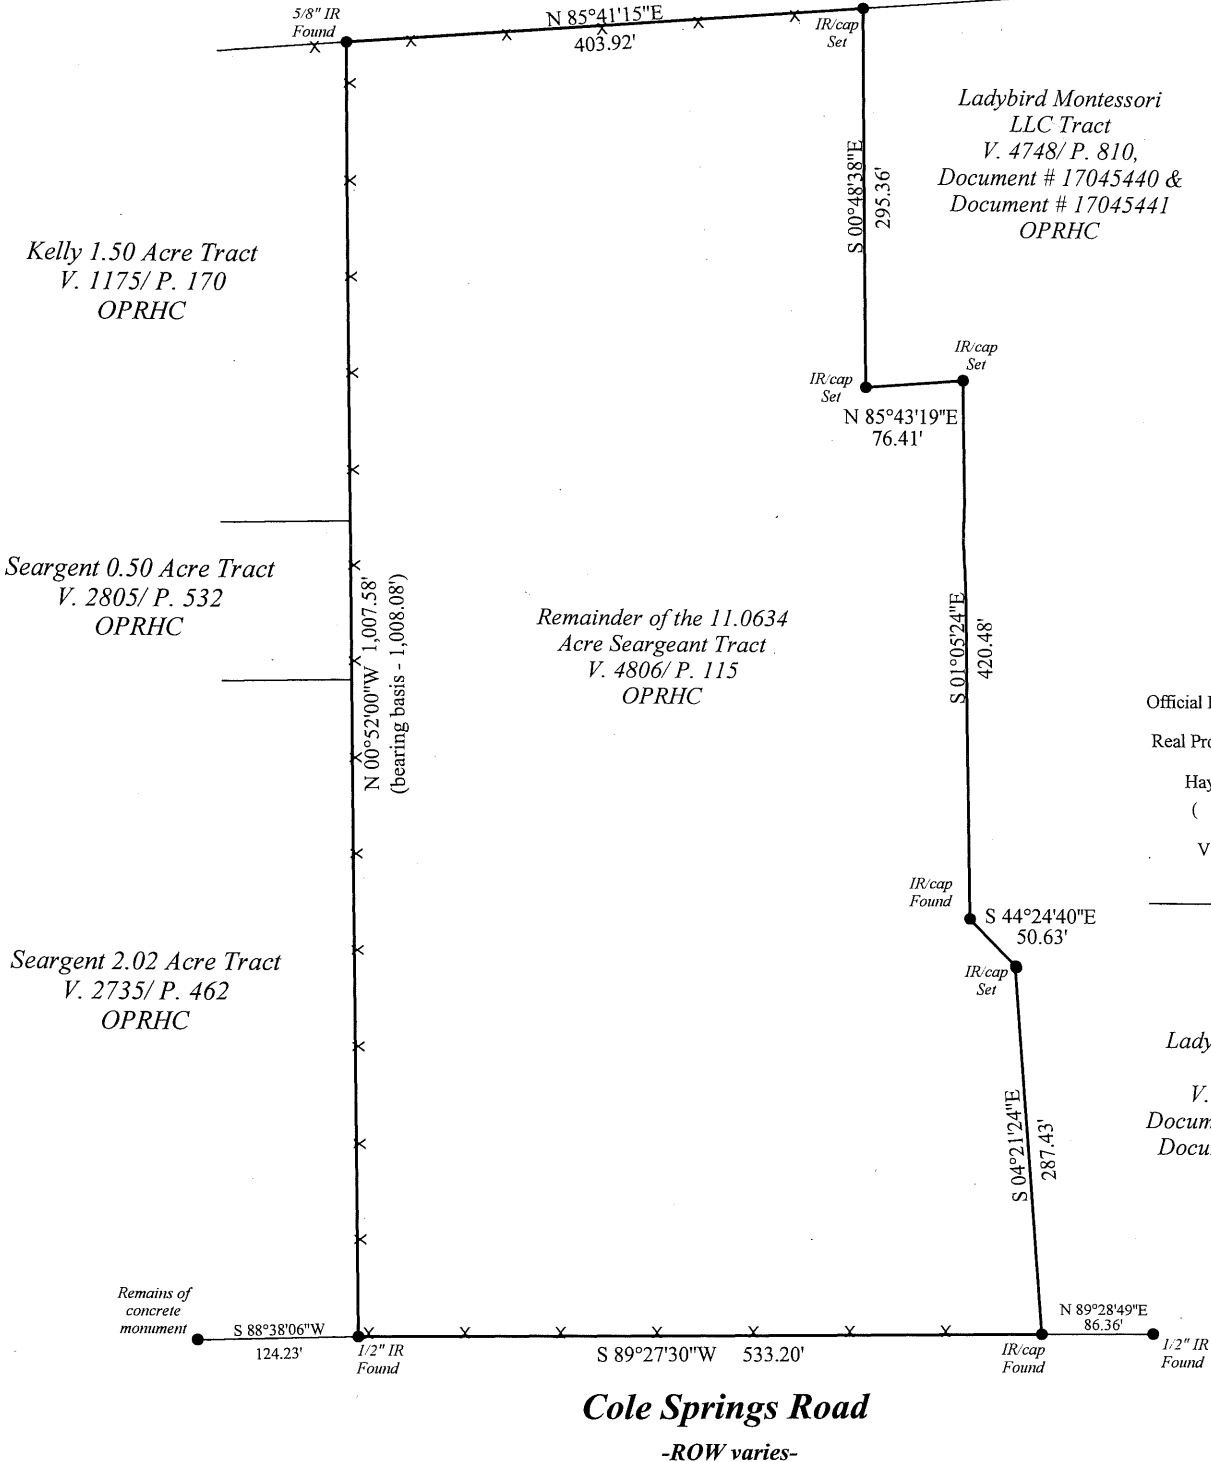 5/8" IR
Found
N 85°41'15"E
403.92'
IR/cap
Set
Ladybird Montessori
LLC Tract
V. 4748/ P. 810,
Document # 17045440 &
Document # 17045441
OPRHC
S 00°48'38"E
295.36'
Kelly 1.50 Acre Tract
V. 1175/ P. 170
OPRHC
IR/cap
Set
IR/cap
Set
N 85°43'19"E
76.41'
Seargent 0.50 Acre Tract
V. 2805/ P. 532
OPRHC
N 00°52'00"W 1,007.58'
(bearing basis - 1,008.08')
Remainder of the 11.0634
Acre Seargeant Tract
V. 4806/ P. 115
OPRHC
S 01°05'24"E
420.48'
Official
Real Pro
Hay
(
V
IR/cap
Found
S 44°24'40"E
50.63'
IR/cap
Set
Seargent 2.02 Acre Tract
V. 2735/ P. 462
OPRHC
Lady
V.
Docum
Docu
S 04°21'24"E
287.43'
Remains of
concrete
monument
S 88°38'06"W
124.23'
1/2" IR
Found
S 89°27'30"W 533.20'
IR/cap
Found
N 89°28'49"E
86.36'
1/2" IR
Found
Cole Springs Road
-ROW varies-